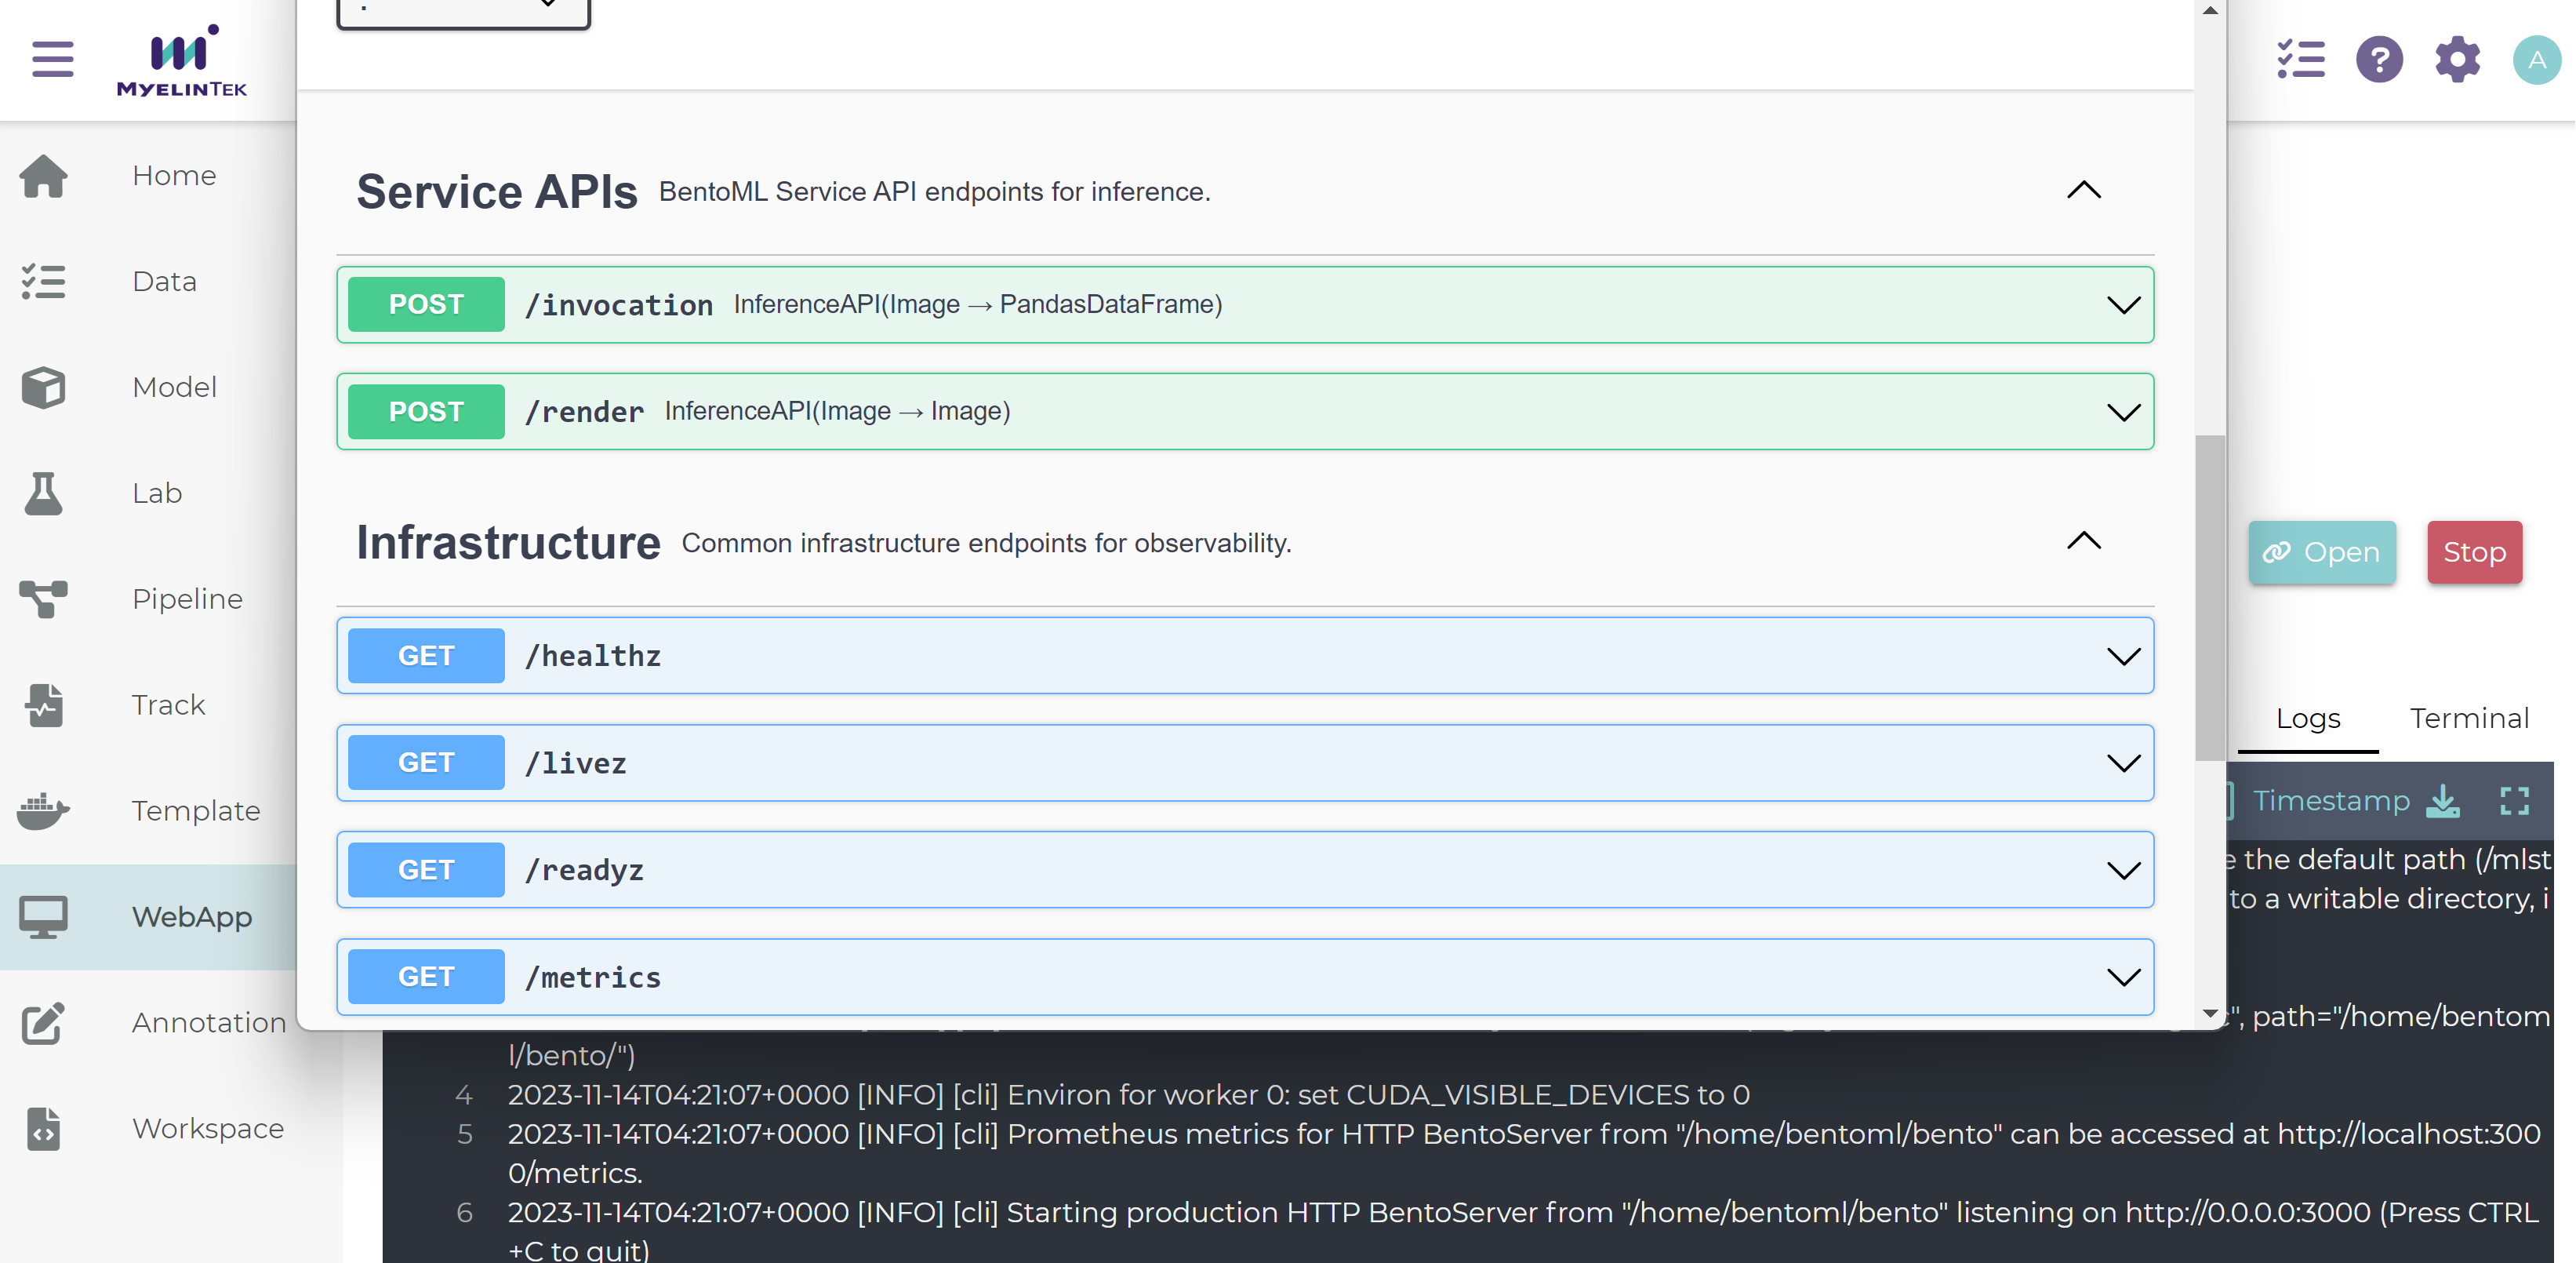 MYELINTEK
?
A
Home
Data
Model
Lab
Pipeline
Track
Template
WebApp
Annotation
Workspace
Service APIs BentoML Service API endpoints for inference.
POST /invocation InferenceAPI(Image → PandasDataFrame)
POST /render InferenceAPI(Image → Image)
Infrastructure Common infrastructure endpoints for observability.
GET /healthz
GET /livez
GET /readyz
GET /metrics
Open
Stop
Logs Terminal
Timestamp
the default path (/mlst
to a writable directory, i
", path="/home/bentom
l/bento/")
4 2023-11-14T04:21:07+0000 [INFO] [cli] Environ for worker 0: set CUDA_VISIBLE_DEVICES to 0
5 2023-11-14T04:21:07+0000 [INFO] [cli] Prometheus metrics for HTTP BentoServer from "/home/bentoml/bento" can be accessed at http://localhost:300
0/metrics.
6 2023-11-14T04:21:07+0000 [INFO] [cli] Starting production HTTP BentoServer from "/home/bentoml/bento" listening on http://0.0.0.0:3000 (Press CTRL
+C to quit)